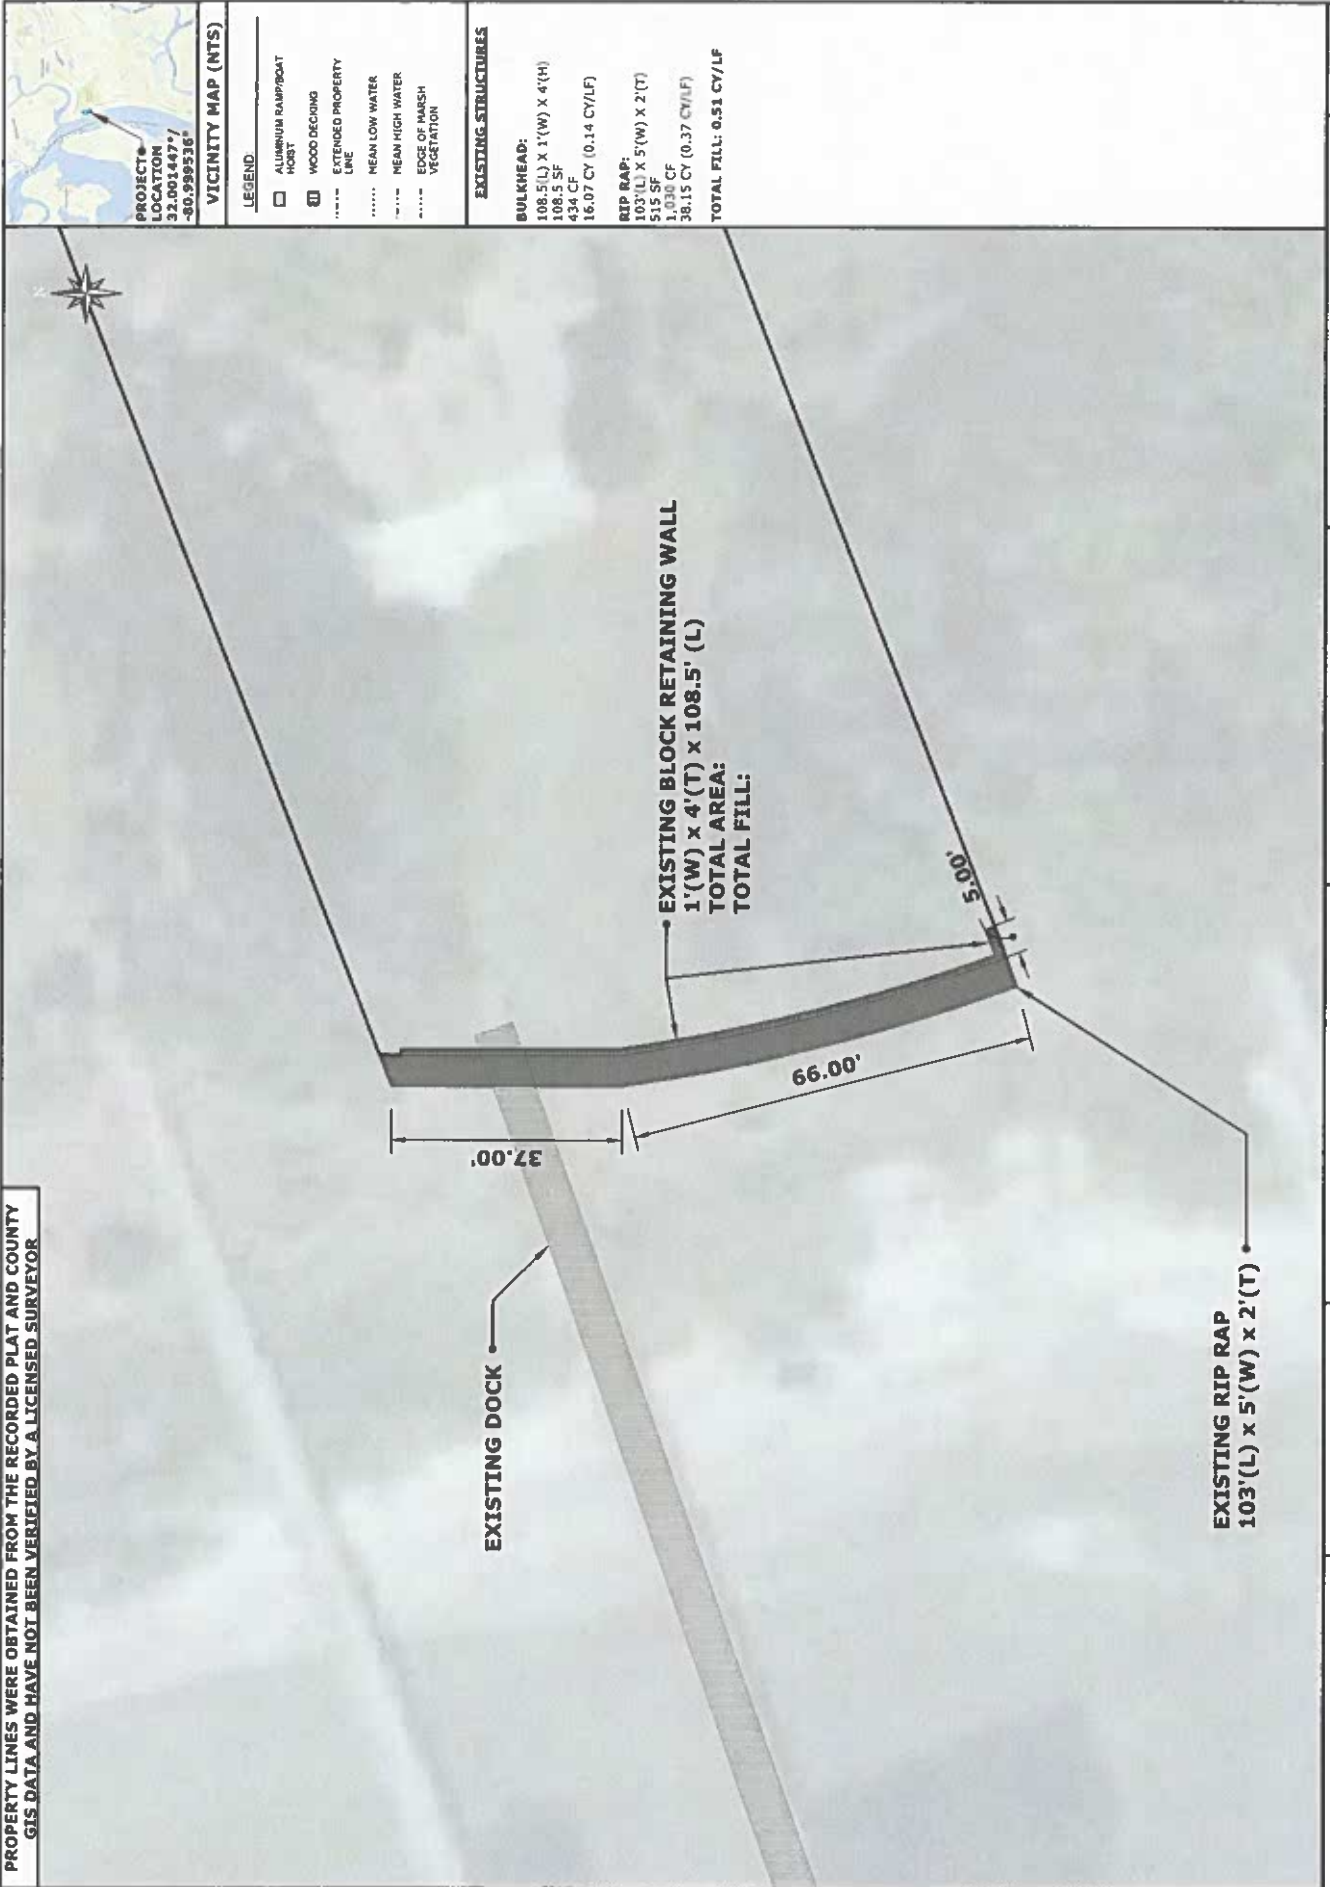 PROPERTY LINES WERE OBTAINED FROM THE RECORDED PLAT AND COUNTY
GIS DATA AND HAVE NOT BEEN VERIFIED BY A LICENSED SURVEYOR
N
PROJECT
LOCATION
32.001447°/
-80.999536°
VICINITY MAP (NTS)
LEGEND:
ALUMINUM RAMP/BOAT
HOIST
WOOD DECKING
EXTENDED PROPERTY
LINE
MEAN LOW WATER
MEAN HIGH WATER
EDGE OF MARSH
VEGETATION
EXISTING STRUCTURES
BULKHEAD:
108.5(L) X 1'(W) X 4'(H)
108.5 SF
434 CF
16.07 CY (0.14 CY/LF)
RIP RAP:
103'(L) X 5'(W) X 2'(T)
515 SF
1,030 CF
38.15 CY (0.37 CY/LF)
TOTAL FILL: 0.51 CY/LF
EXISTING DOCK
37.00'
66.00'
5.00'
EXISTING BLOCK RETAINING WALL
1'(W) x 4'(T) x 108.5' (L)
TOTAL AREA:
TOTAL FILL:
EXISTING RIP RAP
103'(L) x 5'(W) x 2'(T)